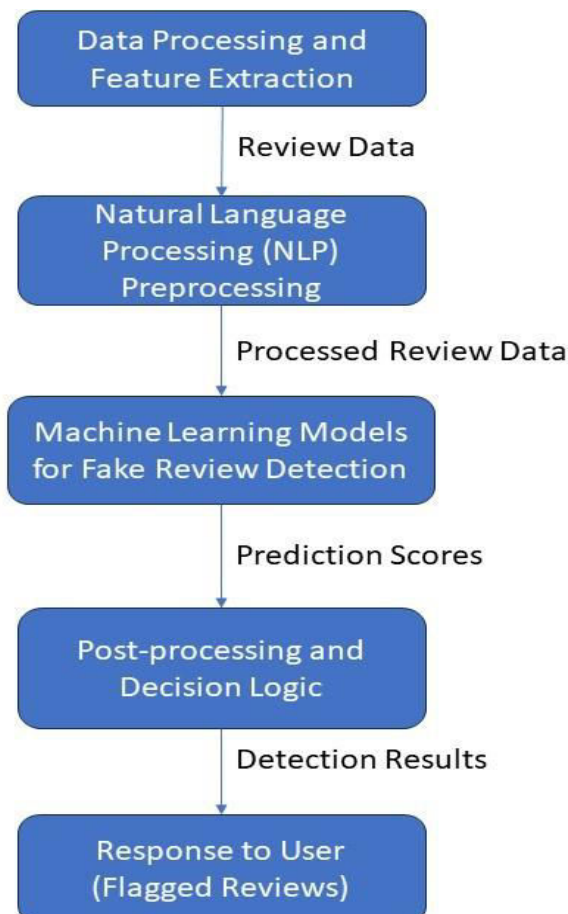 Data Processing and
Feature Extraction
Review Data
Natural Language
Processing (NLP)
Preprocessing
Processed Review Data
Machine Learning Models
for Fake Review Detection
Prediction Scores
Post-processing and
Decision Logic
Detection Results
Response to User
(Flagged Reviews)